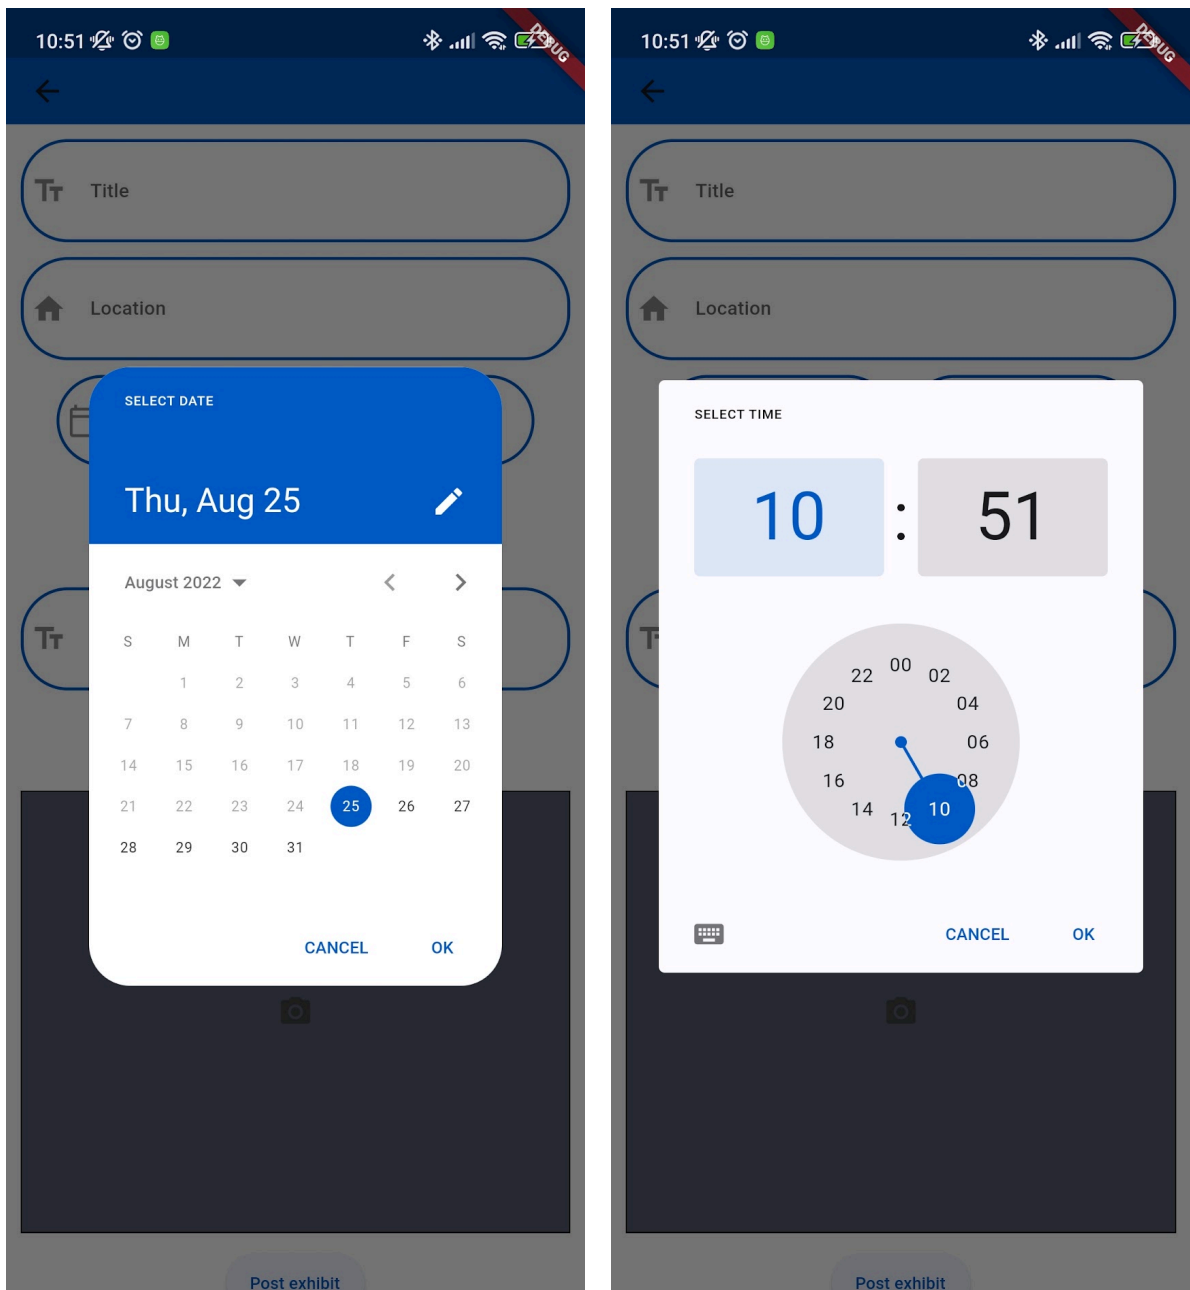 10:51
DEBUG
Title
Location
SELECT DATE
Thu, Aug 25
August 2022
S M T W T F S
1 2 3 4 5 6
7 8 9 10 11 12 13
14 15 16 17 18 19 20
21 22 23 24 25 26 27
28 29 30 31
CANCEL OK
Post exhibit
10:51
DEBUG
Title
Location
SELECT TIME
10 : 51
00
22 02
20 04
18 06
16 08
14 10
12
CANCEL OK
Post exhibit